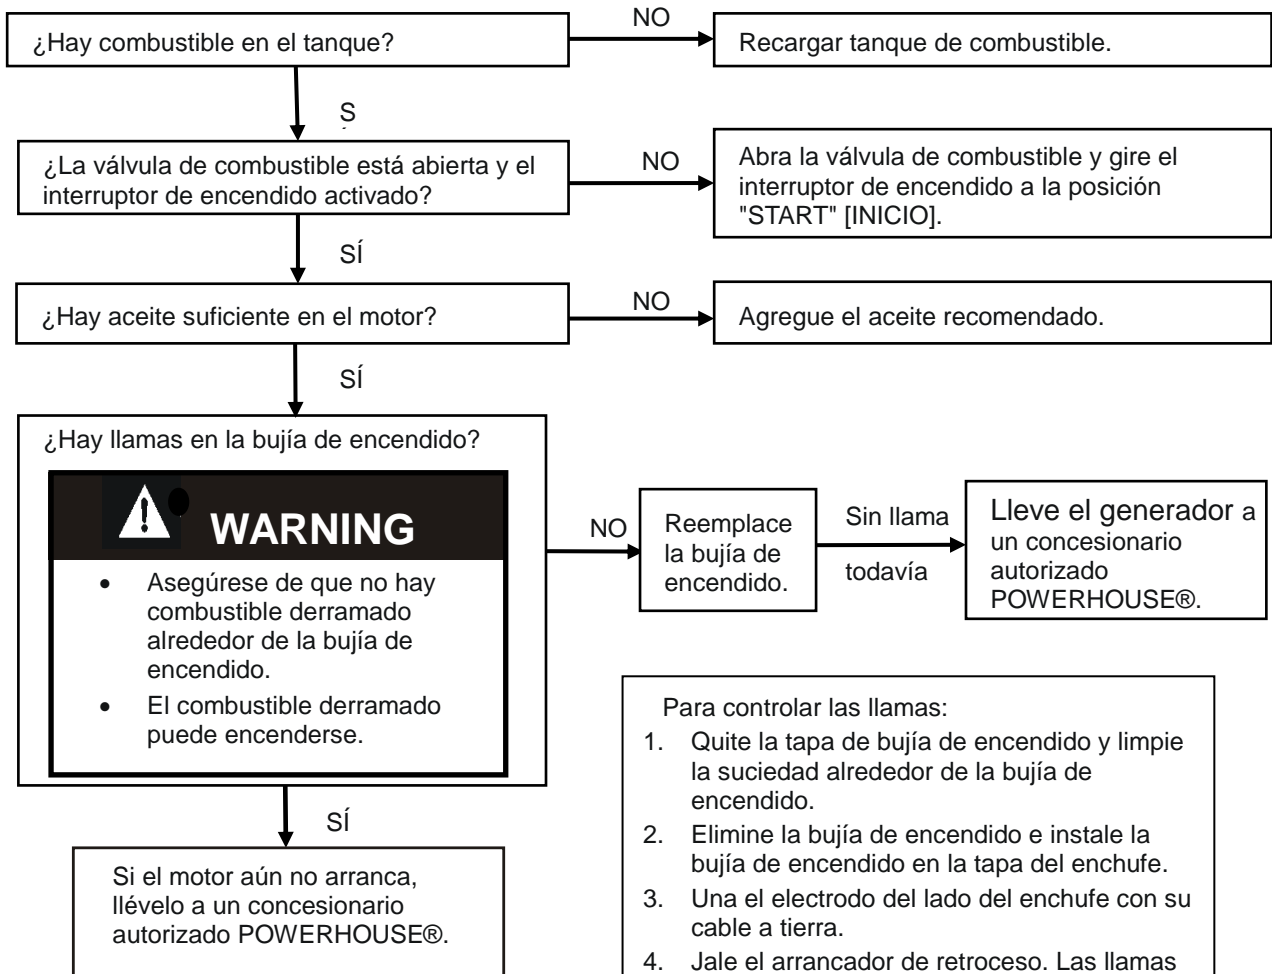 ¿Hay combustible en el tanque?
NO
Recargar tanque de combustible.
S
¿La válvula de combustible está abierta y el
interruptor de encendido activado?
NO
Abra la válvula de combustible y gire el
interruptor de encendido a la posición
"START" [INICIO].
SÍ
¿Hay aceite suficiente en el motor?
NO
Agregue el aceite recomendado.
SÍ
¿Hay llamas en la bujía de encendido?
WARNING
• Asegúrese de que no hay
combustible derramado
alrededor de la bujía de
encendido.
• El combustible derramado
puede encenderse.
NO
Reemplace
la bujía de
encendido.
Sin llama
todavía
Lleve el generador a
un concesionario
autorizado
POWERHOUSE®.
SÍ
Si el motor aún no arranca,
llévelo a un concesionario
autorizado POWERHOUSE®.
Para controlar las llamas:
1. Quite la tapa de bujía de encendido y limpie
la suciedad alrededor de la bujía de
encendido.
2. Elimine la bujía de encendido e instale la
bujía de encendido en la tapa del enchufe.
3. Una el electrodo del lado del enchufe con su
cable a tierra.
4. Jale el arrancador de retroceso. Las llamas